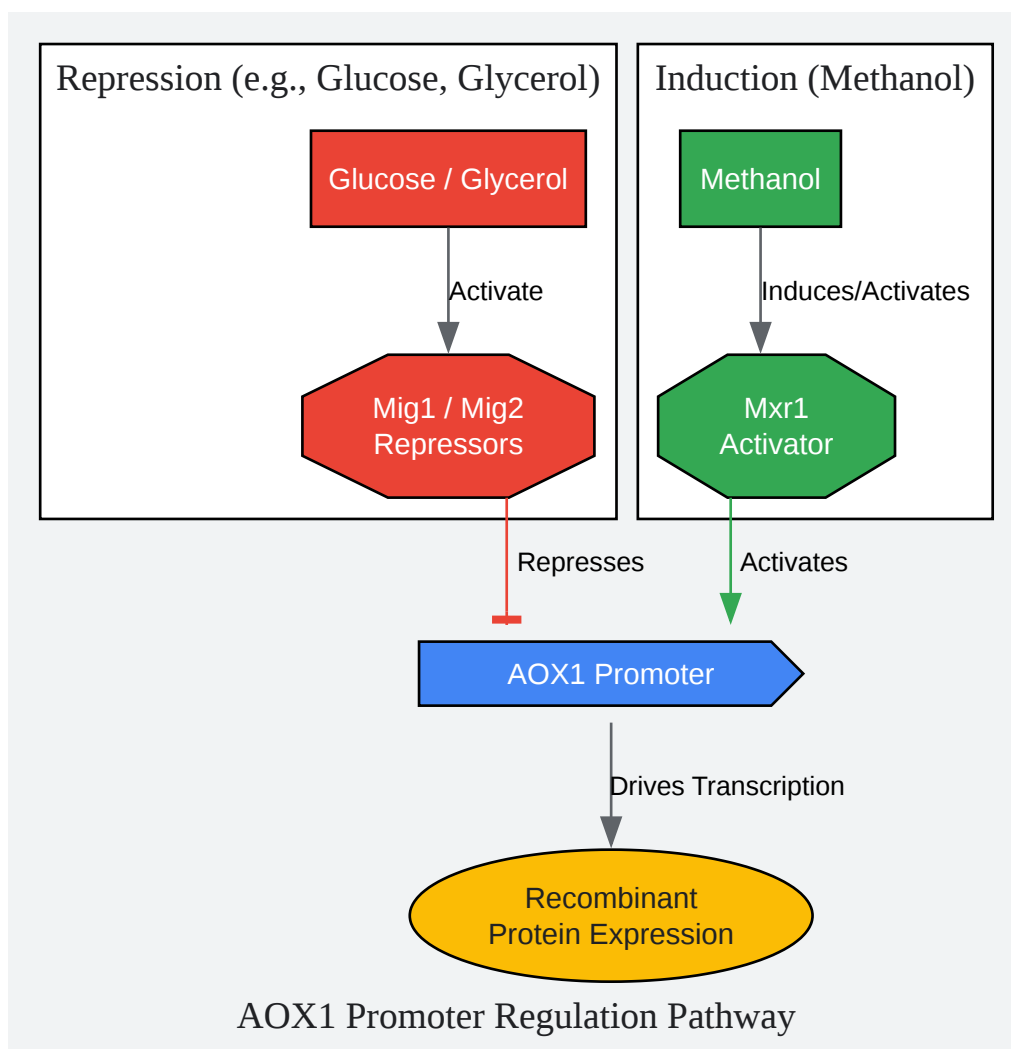 Repression (e.g., Glucose, Glycerol)
Induction (Methanol)
Glucose / Glycerol
Methanol
Activate
Induces/Activates
Mig1 / Mig2
Repressors
Mxr1
Activator
Represses
Activates
AOX1 Promoter
Drives Transcription
Recombinant
Protein Expression
AOX1 Promoter Regulation Pathway